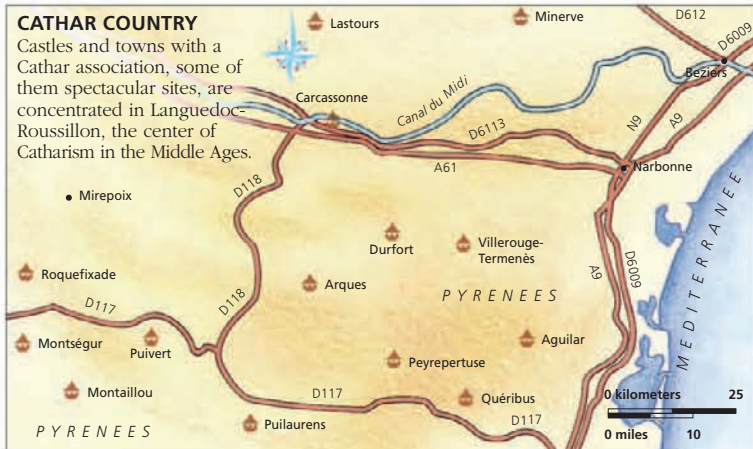 CATHAR COUNTRY
Castles and towns with a
Cathar association, some of
them spectacular sites, are
concentrated in Languedoc-
Roussillon, the center of
Catharism in the Middle Ages.
Lastours
Minerve
D612
D6009
Beziers
Carcassonne
Canal du Midi
D6113
N9
A9
A61
Narbonne
D118
Mirepoix
Durfort
Villerouge-
Termenès
Roquefixade
Arques
D118
A9
D6009
PYRENEES
MEDITERRANEE
D117
Montségur
Puivert
Peyrepertuse
Aguilar
Montaillou
D117
Quéribus
0 kilometers 25
0 miles 10
Puilaurens
D117
PYRENEES